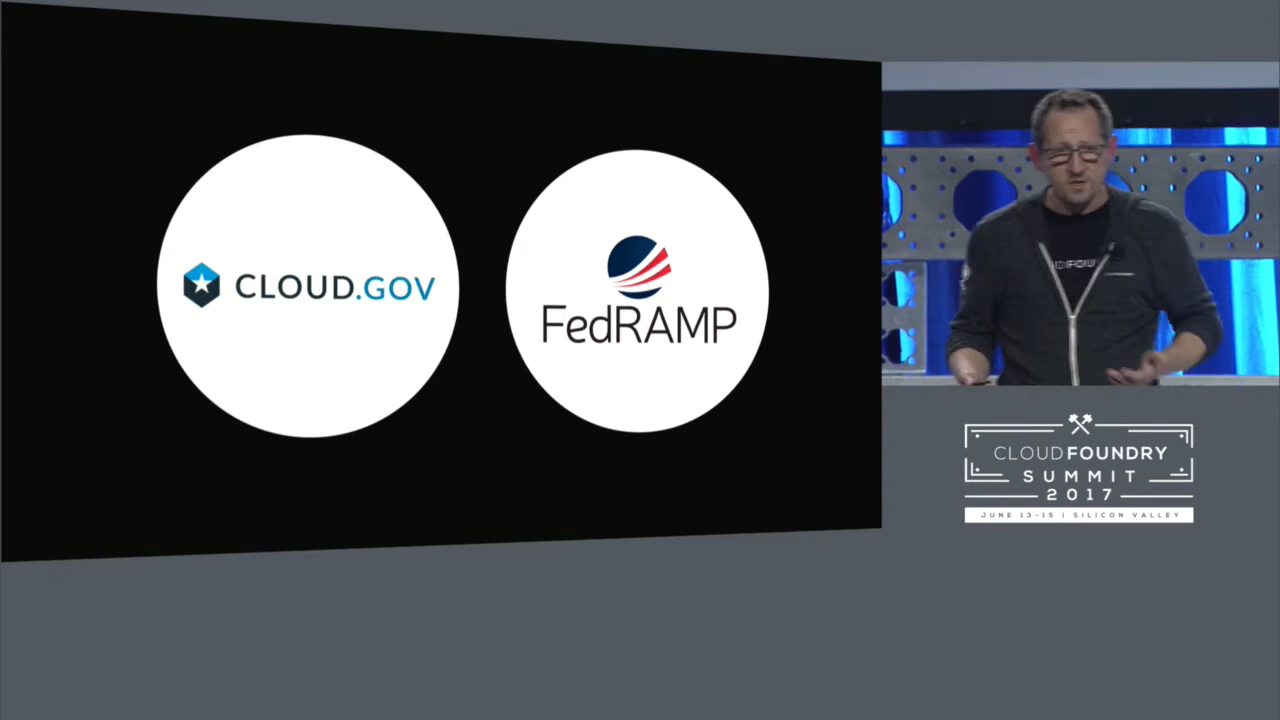 CLOUD.GOV
FedRAMP
CLOUDFOUNDRY
SUMMIT
2017
JUNE 13-15 | SILICON VALLEY